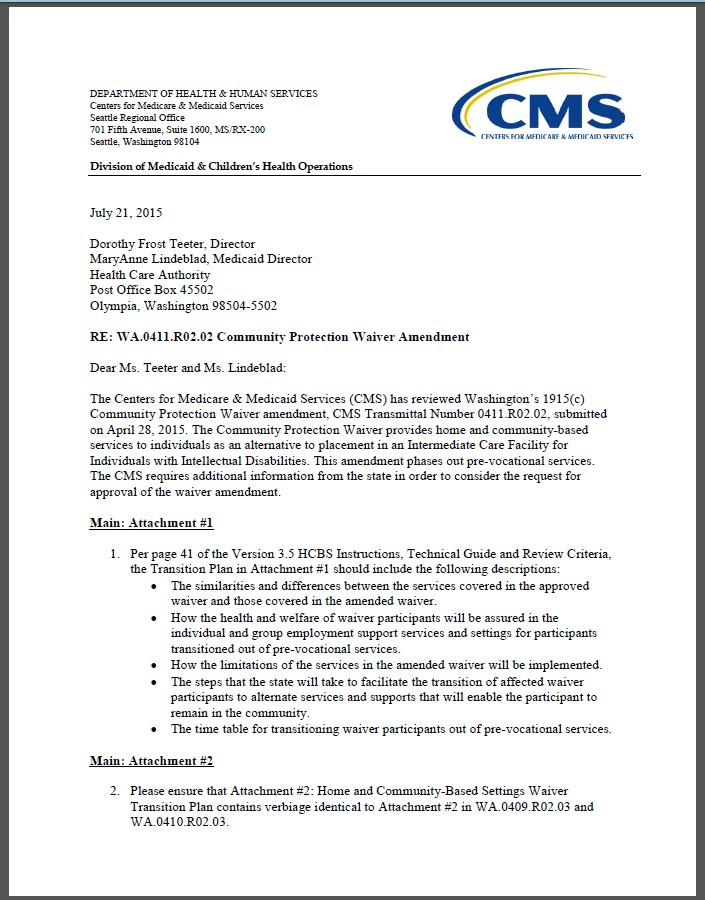 DEPARTMENT OF HEALTH & HUMAN SERVICES
Centers for Medicare & Medicaid Services
Seattle Regional Office
701 Fifth Avenue, Suite 1600, MS/RX-200
Seattle, Washington 98104
CMS
CENTERS FOR MEDICARE & MEDICAID SERVICES
Division of Medicaid & Children's Health Operations
July 21, 2015
Dorothy Frost Teeter, Director
MaryAnne Lindeblad, Medicaid Director
Health Care Authority
Post Office Box 45502
Olympia, Washington 98504-5502
RE: WA.0411.R02.02 Community Protection Waiver Amendment
Dear Ms. Teeter and Ms. Lindeblad:
The Centers for Medicare & Medicaid Services (CMS) has reviewed Washington's 1915(c)
Community Protection Waiver amendment, CMS Transmittal Number 0411.R02.02, submitted
on April 28, 2015. The Community Protection Waiver provides home and community-based
services to individuals as an alternative to placement in an Intermediate Care Facility for
Individuals with Intellectual Disabilities. This amendment phases out pre-vocational services.
The CMS requires additional information from the state in order to consider the request for
approval of the waiver amendment.
Main: Attachment #1
1. Per page 41 of the Version 3.5 HCBS Instructions, Technical Guide and Review Criteria,
the Transition Plan in Attachment #1 should include the following descriptions:
• The similarities and differences between the services covered in the approved
waiver and those covered in the amended waiver.
• How the health and welfare of waiver participants will be assured in the
individual and group employment support services and settings for participants
transitioned out of pre-vocational services.
• How the limitations of the services in the amended waiver will be implemented.
• The steps that the state will take to facilitate the transition of affected waiver
participants to alternate services and supports that will enable the participant to
remain in the community.
• The time table for transitioning waiver participants out of pre-vocational services.
Main: Attachment #2
2. Please ensure that Attachment #2: Home and Community-Based Settings Waiver
Transition Plan contains verbiage identical to Attachment #2 in WA.0409.R02.03 and
WA.0410.R02.03.